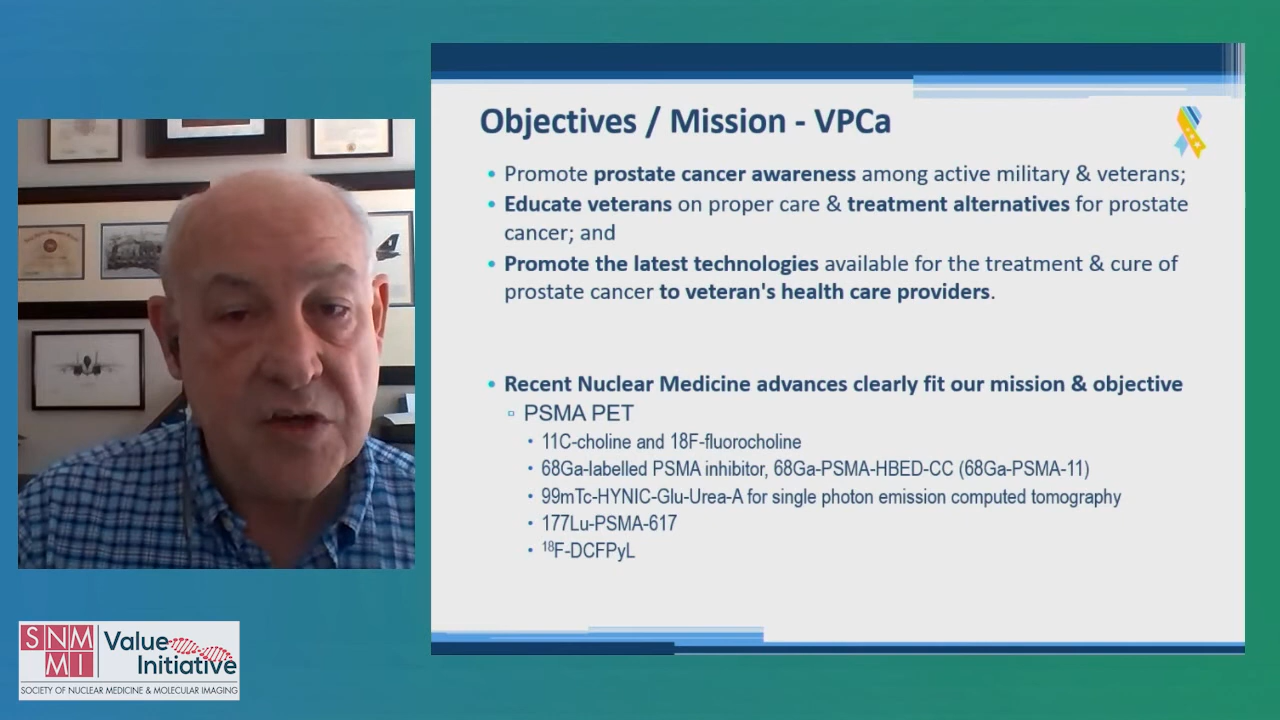 Objectives / Mission - VPCa
• Promote prostate cancer awareness among active military & veterans;
• Educate veterans on proper care & treatment alternatives for prostate
cancer; and
• Promote the latest technologies available for the treatment & cure of
prostate cancer to veteran's health care providers.
• Recent Nuclear Medicine advances clearly fit our mission & objective
▫ PSMA PET
• 11C-choline and 18F-fluorocholine
• 68Ga-labelled PSMA inhibitor, 68Ga-PSMA-HBED-CC (68Ga-PSMA-11)
• 99mTc-HYNIC-Glu-Urea-A for single photon emission computed tomography
• 177Lu-PSMA-617
• ¹⁸F-DCFPyL
SNM
MI
Value
Initiative
SOCIETY OF NUCLEAR MEDICINE & MOLECULAR IMAGING